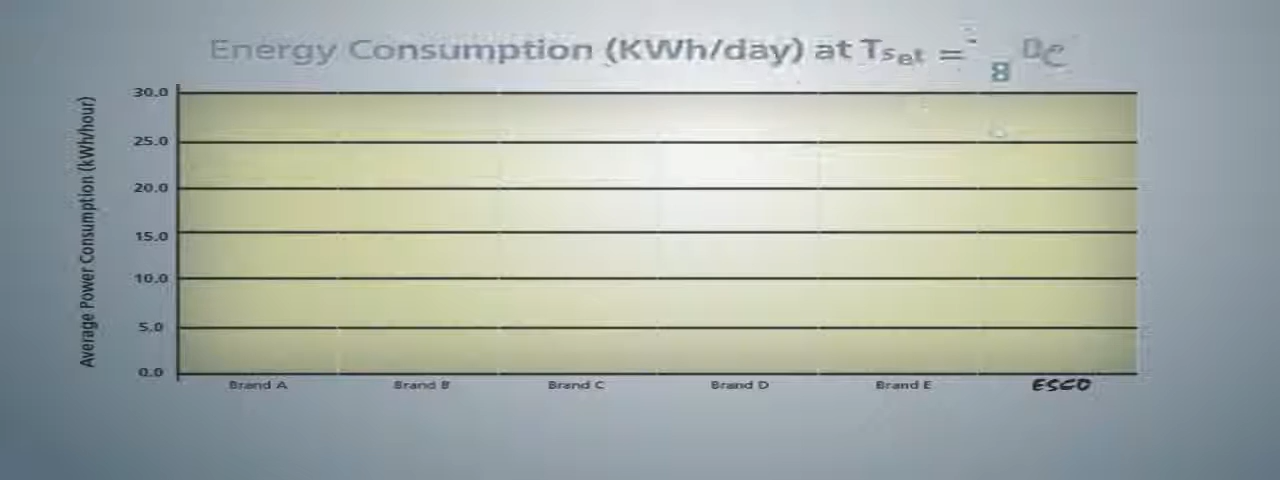 Energy Consumption (KWh/day) at Tset = -8
Average Power Consumption (kWh/hour)
30.0
25.0
20.0
15.0
10.0
5.0
0.0
Brand A Brand B Brand C Brand D Brand E ESCO